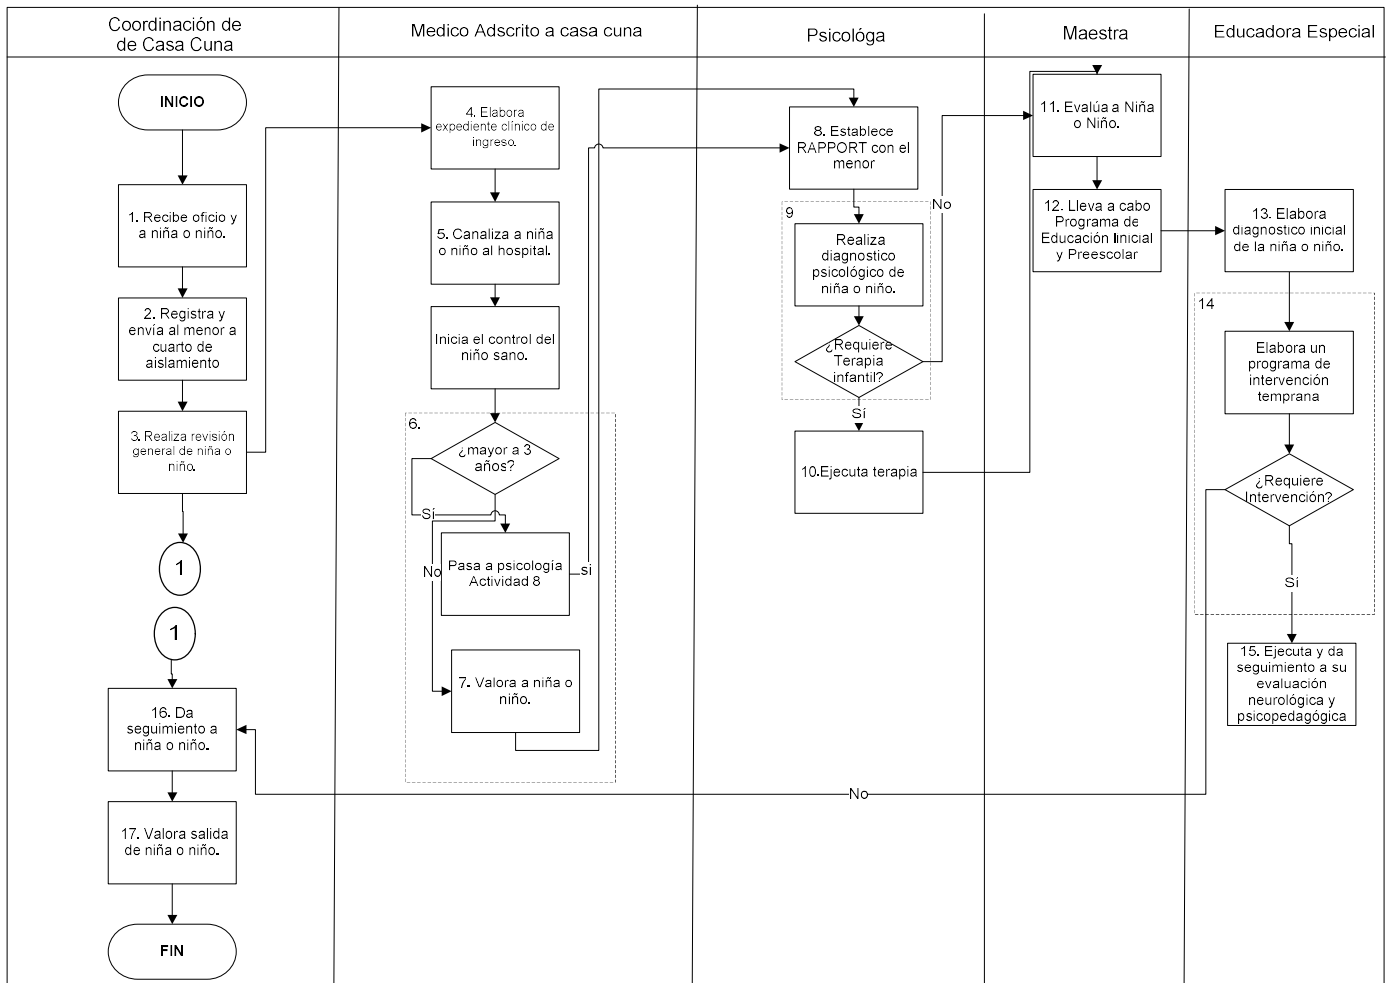 Coordinación de
de Casa Cuna
Medico Adscrito a casa cuna
Psicológa
Maestra
Educadora Especial
INICIO
1. Recibe oficio y
a niña o niño.
2. Registra y
envía al menor a
cuarto de
aislamiento
3. Realiza revisión
general de niña o
niño.
1
1
16. Da
seguimiento a
niña o niño.
17. Valora salida
de niña o niño.
FIN
4. Elabora
expediente clínico de
ingreso.
5. Canaliza a niña
o niño al hospital.
Inicia el control del
niño sano.
6.
¿mayor a 3
años?
Sí
No
Pasa a psicología
Actividad 8
si
7. Valora a niña o
niño.
8. Establece
RAPPORT con el
menor
9
Realiza
diagnostico
psicológico de
niña o niño.
¿Requiere
Terapia
infantil?
No
Sí
10.Ejecuta terapia
No
11. Evalúa a Niña
o Niño.
12. Lleva a cabo
Programa de
Educación Iinicial
y Preescolar
13. Elabora
diagnostico inicial
de la niña o niño.
14
Elabora un
programa de
intervención
temprana
¿Requiere
Intervención?
Sí
15. Ejecuta y da
seguimiento a su
evaluación
neurológica y
psicopedagógica